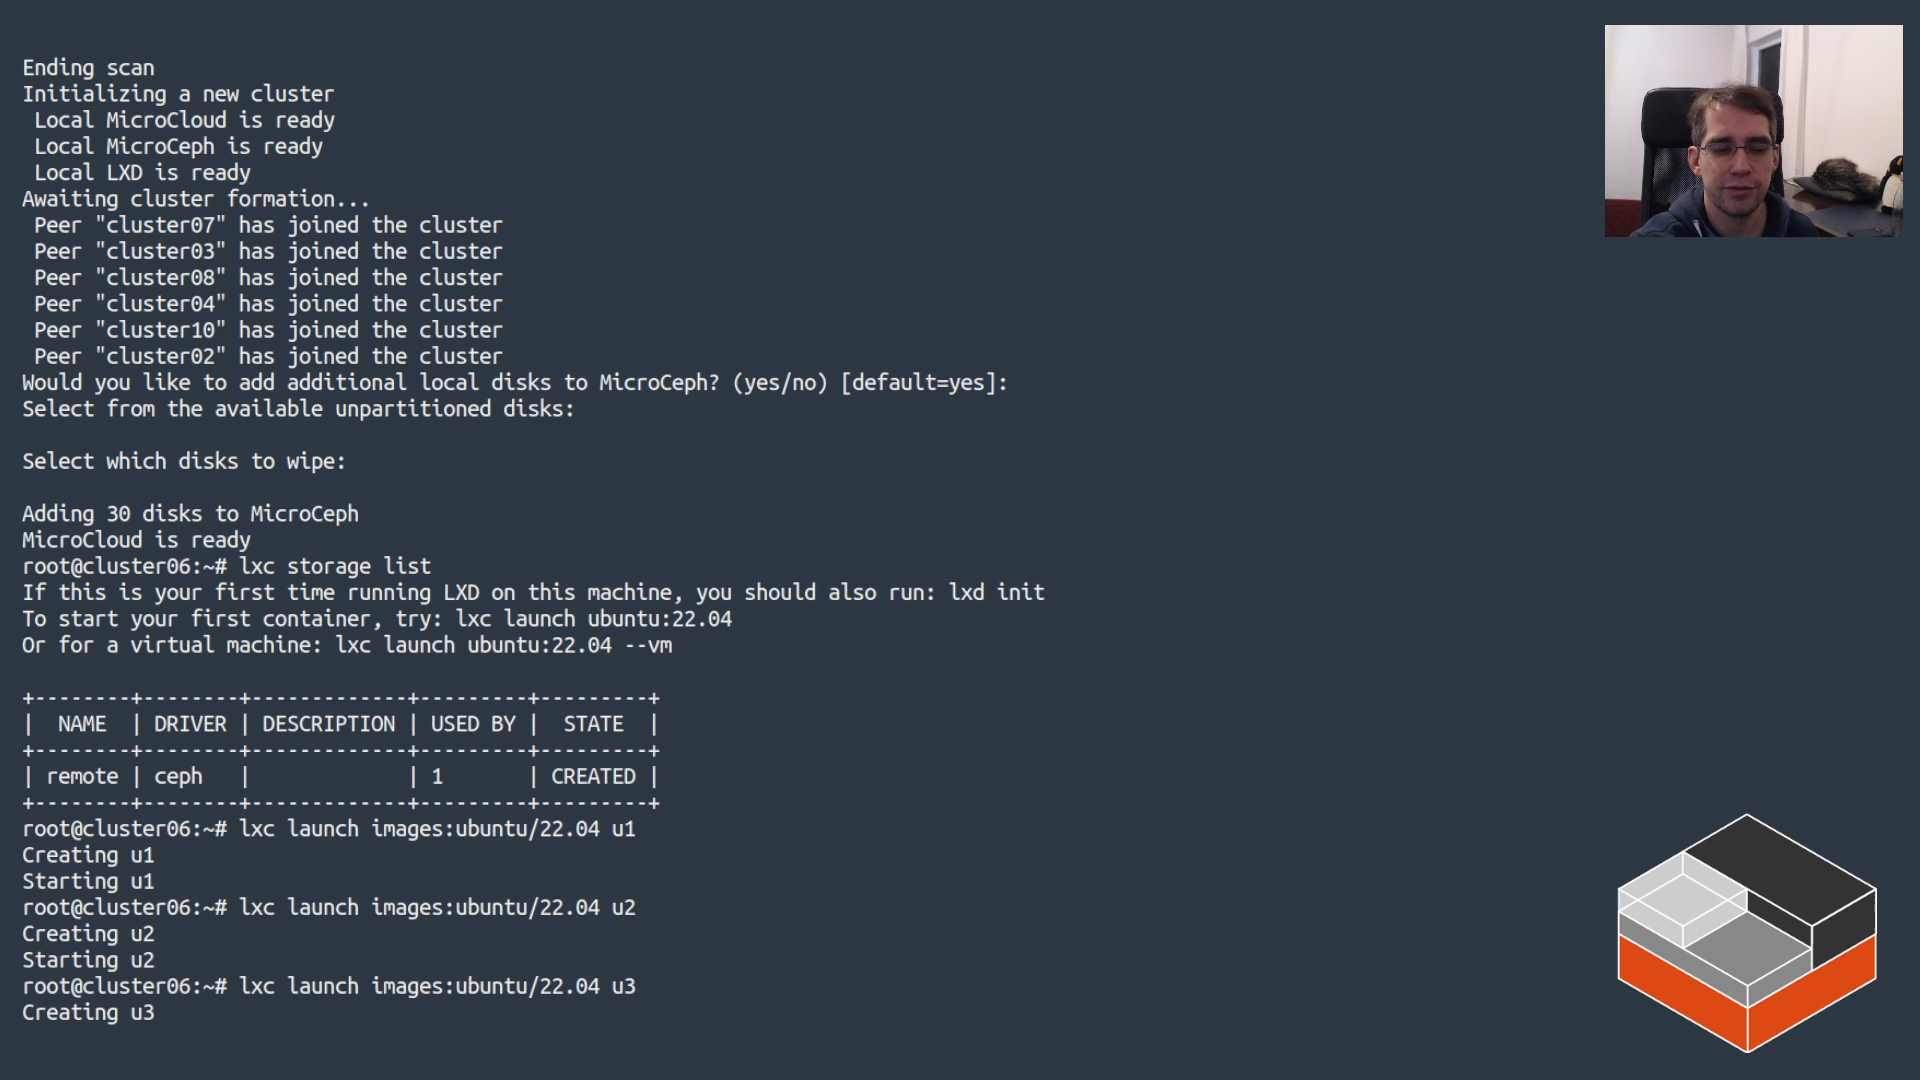 Ending scan
Initializing a new cluster
 Local MicroCloud is ready
 Local MicroCeph is ready
 Local LXD is ready
Awaiting cluster formation...
 Peer "cluster07" has joined the cluster
 Peer "cluster03" has joined the cluster
 Peer "cluster08" has joined the cluster
 Peer "cluster04" has joined the cluster
 Peer "cluster10" has joined the cluster
 Peer "cluster02" has joined the cluster
Would you like to add additional local disks to MicroCeph? (yes/no) [default=yes]:
Select from the available unpartitioned disks:

Select which disks to wipe:

Adding 30 disks to MicroCeph
MicroCloud is ready
root@cluster06:~# lxc storage list
If this is your first time running LXD on this machine, you should also run: lxd init
To start your first container, try: lxc launch ubuntu:22.04
Or for a virtual machine: lxc launch ubuntu:22.04 --vm

+--------+--------+-------------+---------+---------+
|  NAME  | DRIVER | DESCRIPTION | USED BY |  STATE  |
+--------+--------+-------------+---------+---------+
| remote | ceph   |             | 1       | CREATED |
+--------+--------+-------------+---------+---------+
root@cluster06:~# lxc launch images:ubuntu/22.04 u1
Creating u1
Starting u1
root@cluster06:~# lxc launch images:ubuntu/22.04 u2
Creating u2
Starting u2
root@cluster06:~# lxc launch images:ubuntu/22.04 u3
Creating u3